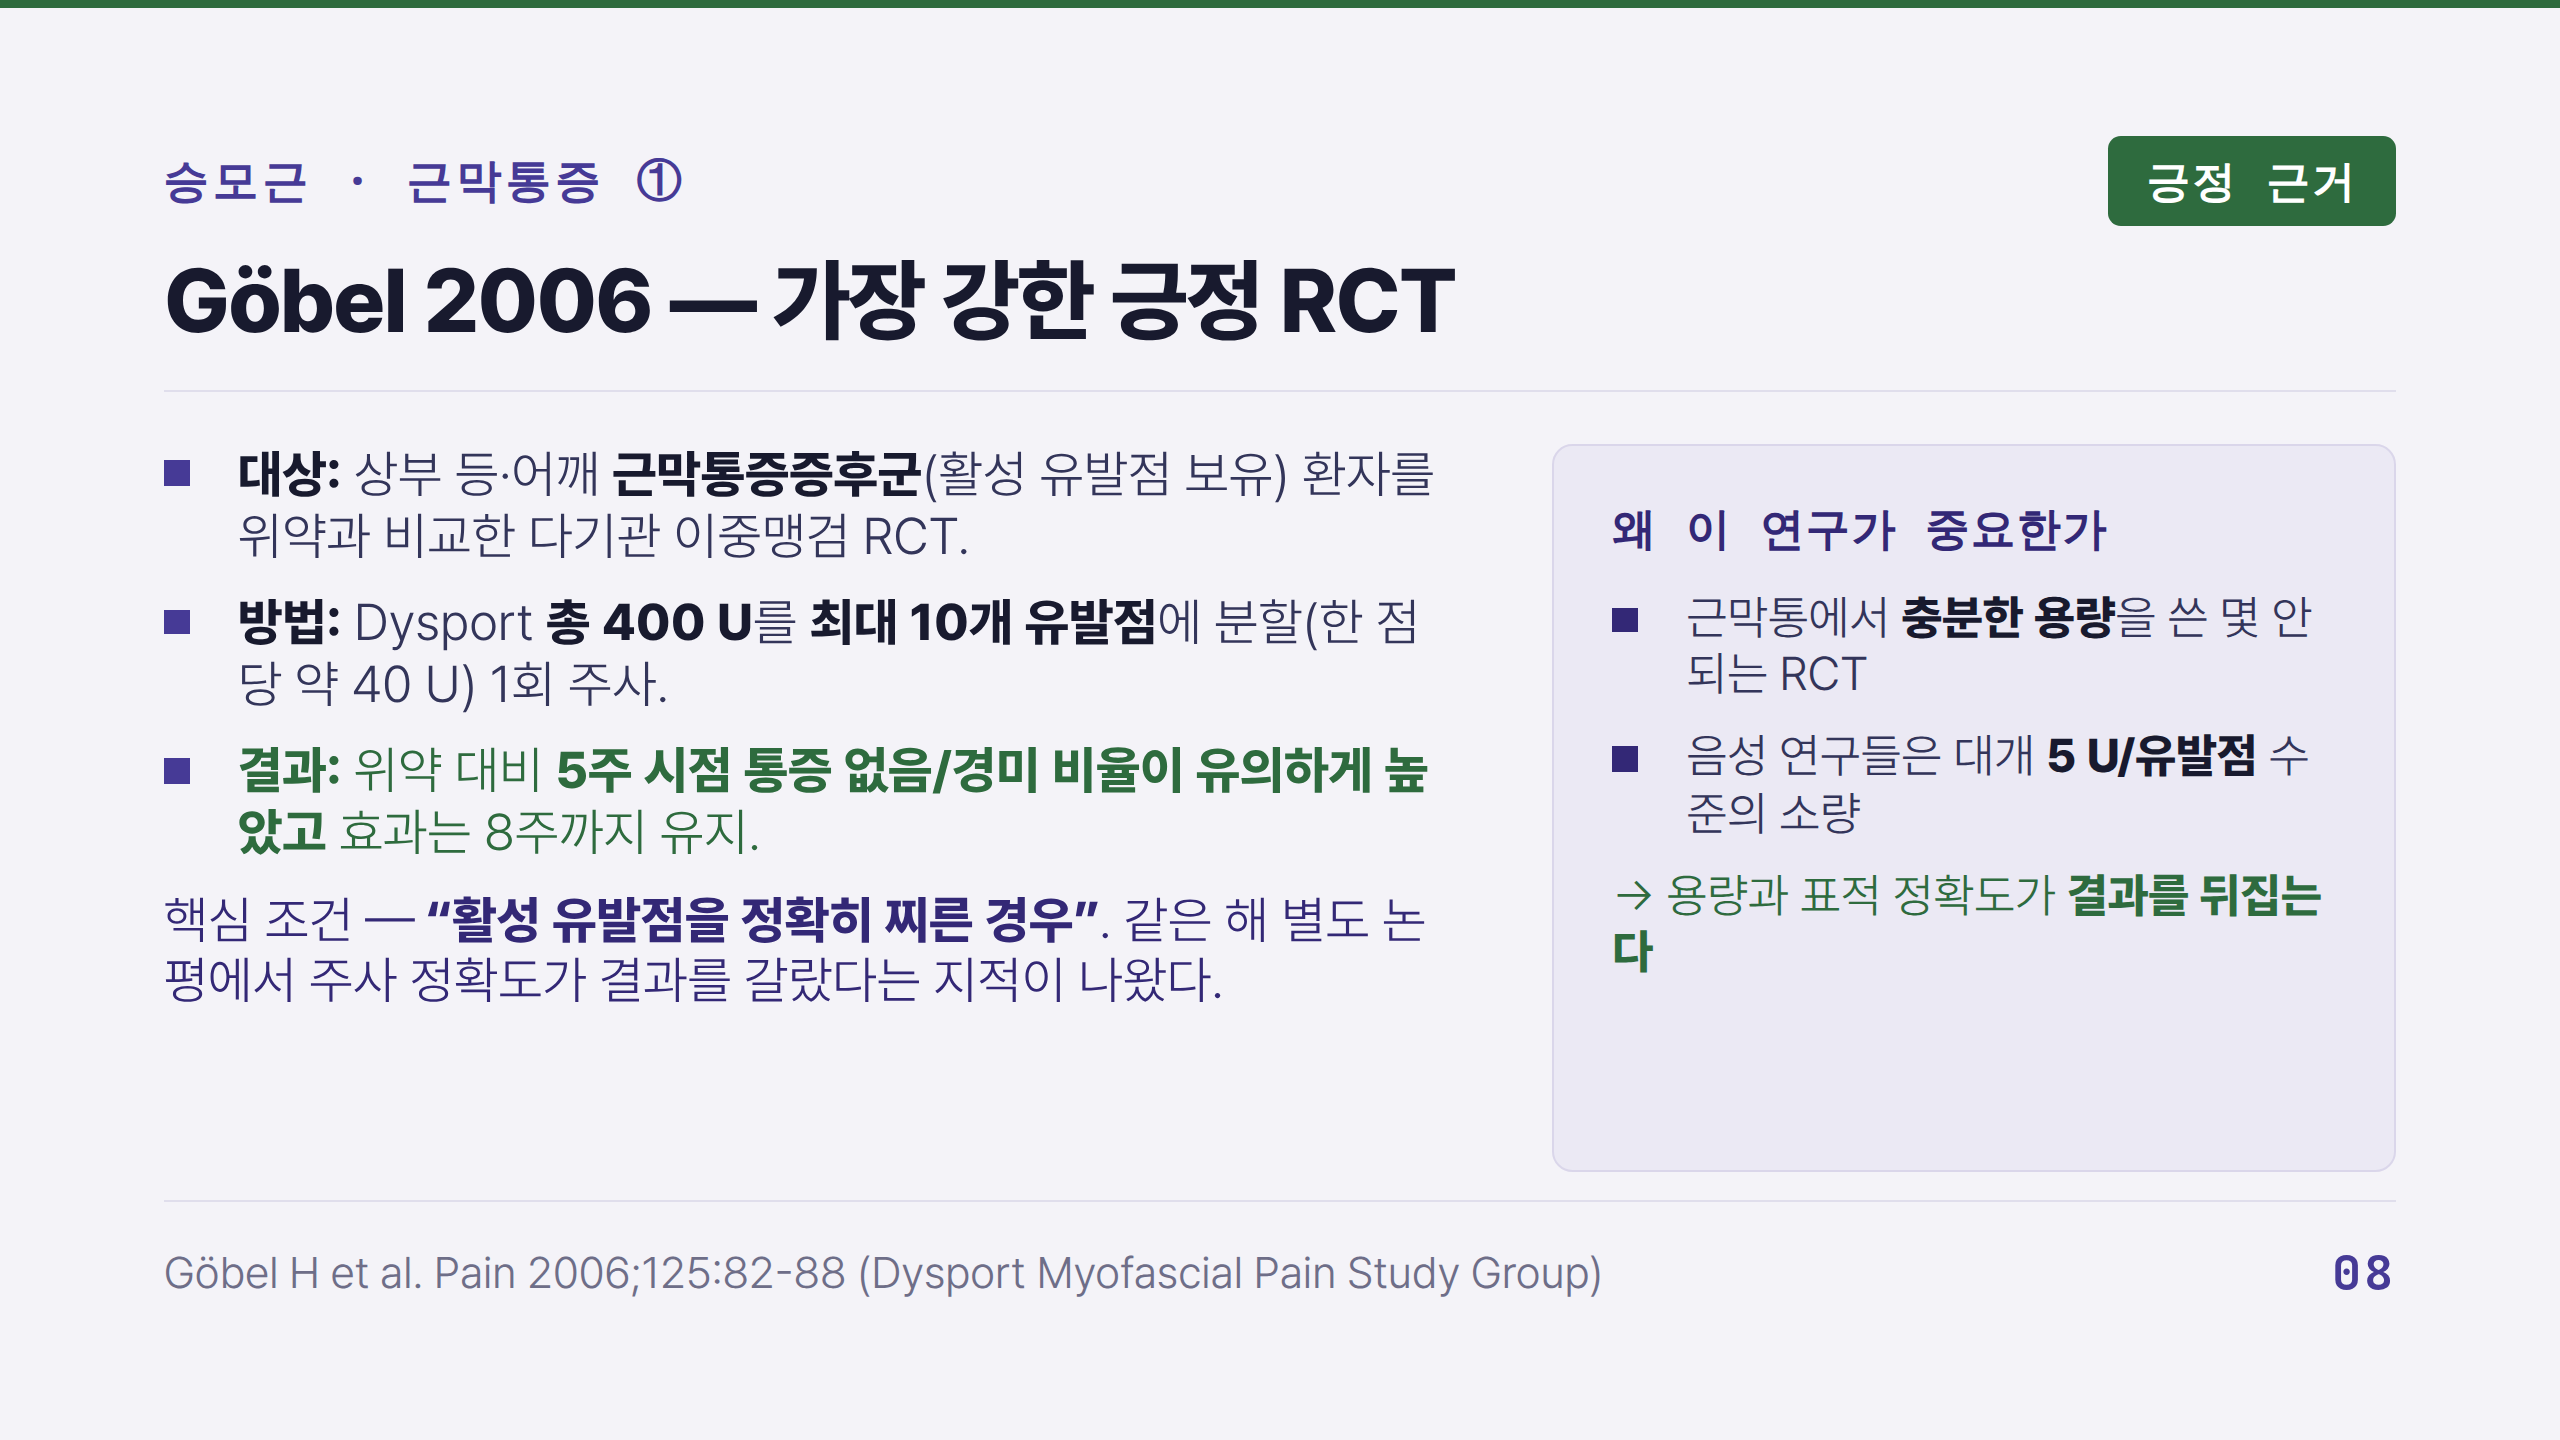 승모근 · 근막통증 ①
긍정 근거
Göbel 2006 — 가장 강한 긍정 RCT
대상: 상부 등·어깨 근막통증증후군(활성 유발점 보유) 환자를
위약과 비교한 다기관 이중맹검 RCT.
방법: Dysport 총 400 U를 최대 10개 유발점에 분할(한 점
당 약 40 U) 1회 주사.
결과: 위약 대비 5주 시점 통증 없음/경미 비율이 유의하게 높
았고 효과는 8주까지 유지.
핵심 조건 — “활성 유발점을 정확히 찌른 경우”. 같은 해 별도 논
평에서 주사 정확도가 결과를 갈랐다는 지적이 나왔다.
왜 이 연구가 중요한가
근막통에서 충분한 용량을 쓴 몇 안
되는 RCT
음성 연구들은 대개 5 U/유발점 수
준의 소량
→ 용량과 표적 정확도가 결과를 뒤집는
다
Göbel H et al. Pain 2006;125:82-88 (Dysport Myofascial Pain Study Group)
08